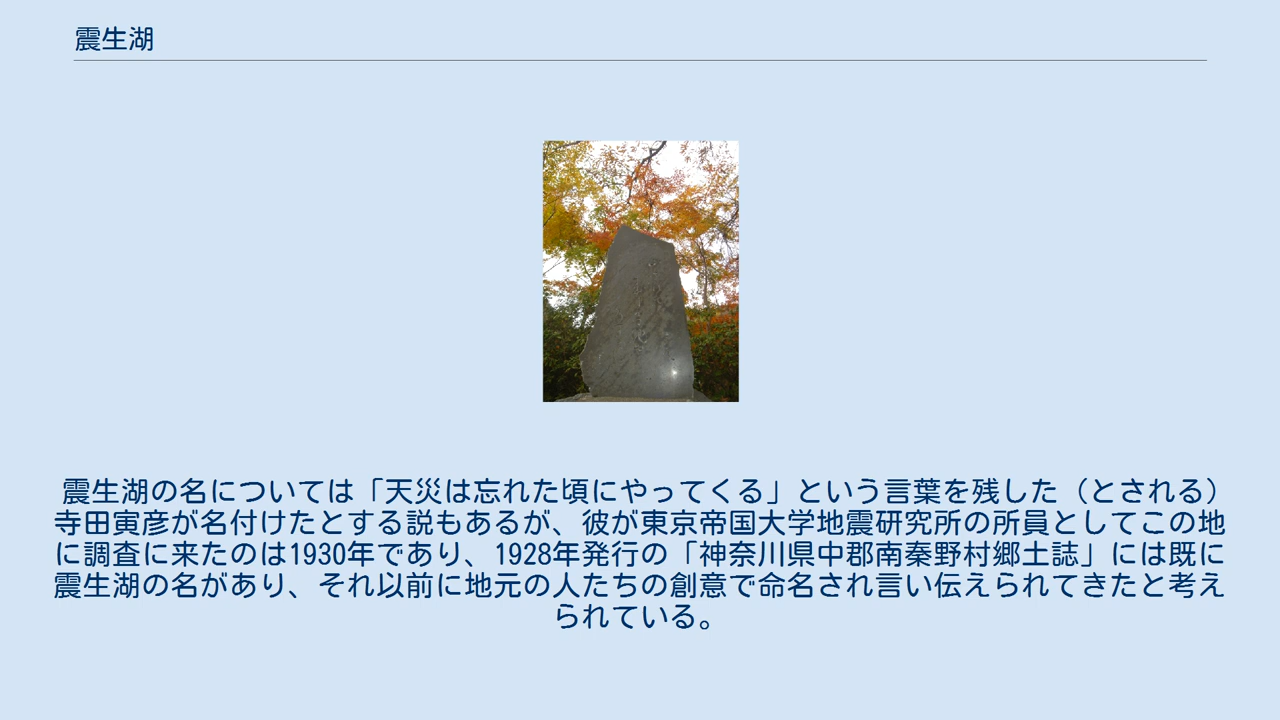 震生湖
震生湖の名については「天災は忘れた頃にやってくる」という言葉を残した（とされる）
寺田寅彦が名付けたとする説もあるが、彼が東京帝国大学地震研究所の所員としてこの地
に調査に来たのは1930年であり、1928年発行の「神奈川県中郡南秦野村郷土誌」には既に
震生湖の名があり、それ以前に地元の人たちの創意で命名され言い伝えられてきたと考え
られている。